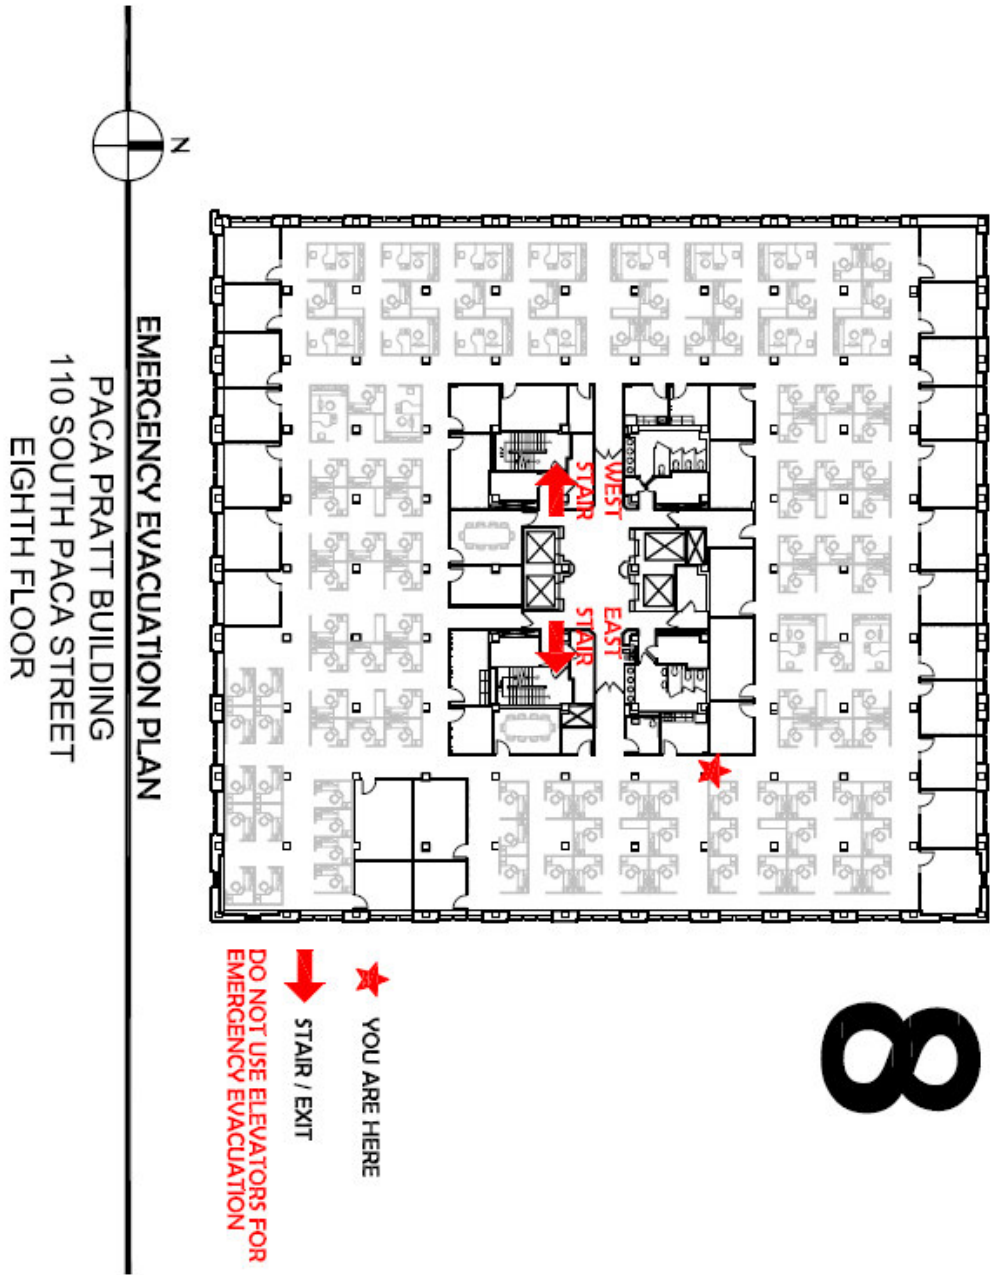 8
WEST
STAIR
EAST
STAIR
YOU ARE HERE
STAIR / EXIT
DO NOT USE ELEVATORS FOR
EMERGENCY EVACUATION
N
EMERGENCY EVACUATION PLAN
PACA PRATT BUILDING
110 SOUTH PACA STREET
EIGHTH FLOOR